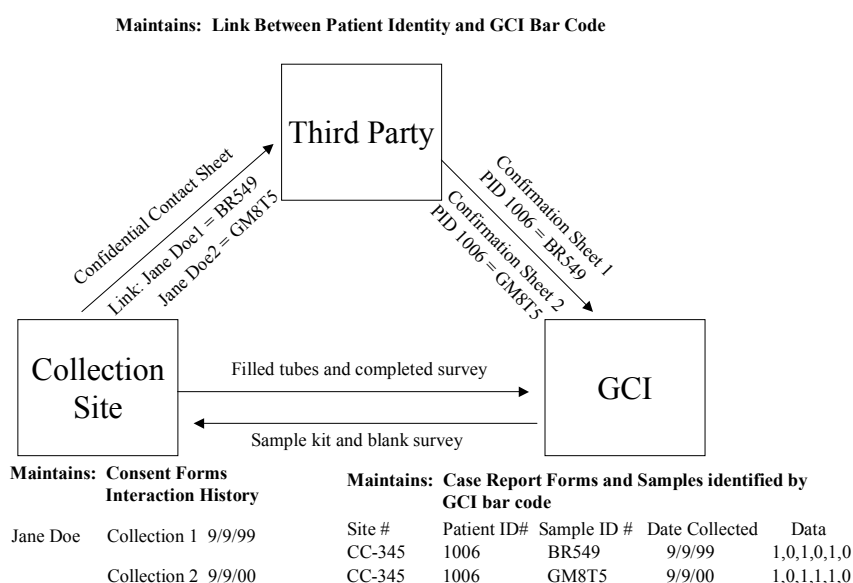 Maintains: Link Between Patient Identity and GCI Bar Code
Third Party
Confidential Contact Sheet
Link: Jane Doe1 = BR549
Jane Doe2 = GM8T5
Confirmation Sheet 1
PID 1006 = BR549
Confirmation Sheet 2
PID 1006 = GM8T5
Collection
Site
Filled tubes and completed survey
Sample kit and blank survey
GCI
Maintains: Consent Forms
Interaction History
Jane Doe Collection 1 9/9/99
Collection 2 9/9/00
Maintains: Case Report Forms and Samples identified by
GCI bar code
Site # Patient ID# Sample ID # Date Collected Data
CC-345 1006 BR549 9/9/99 1,0,1,0,1,0
CC-345 1006 GM8T5 9/9/00 1,0,1,1,1,0